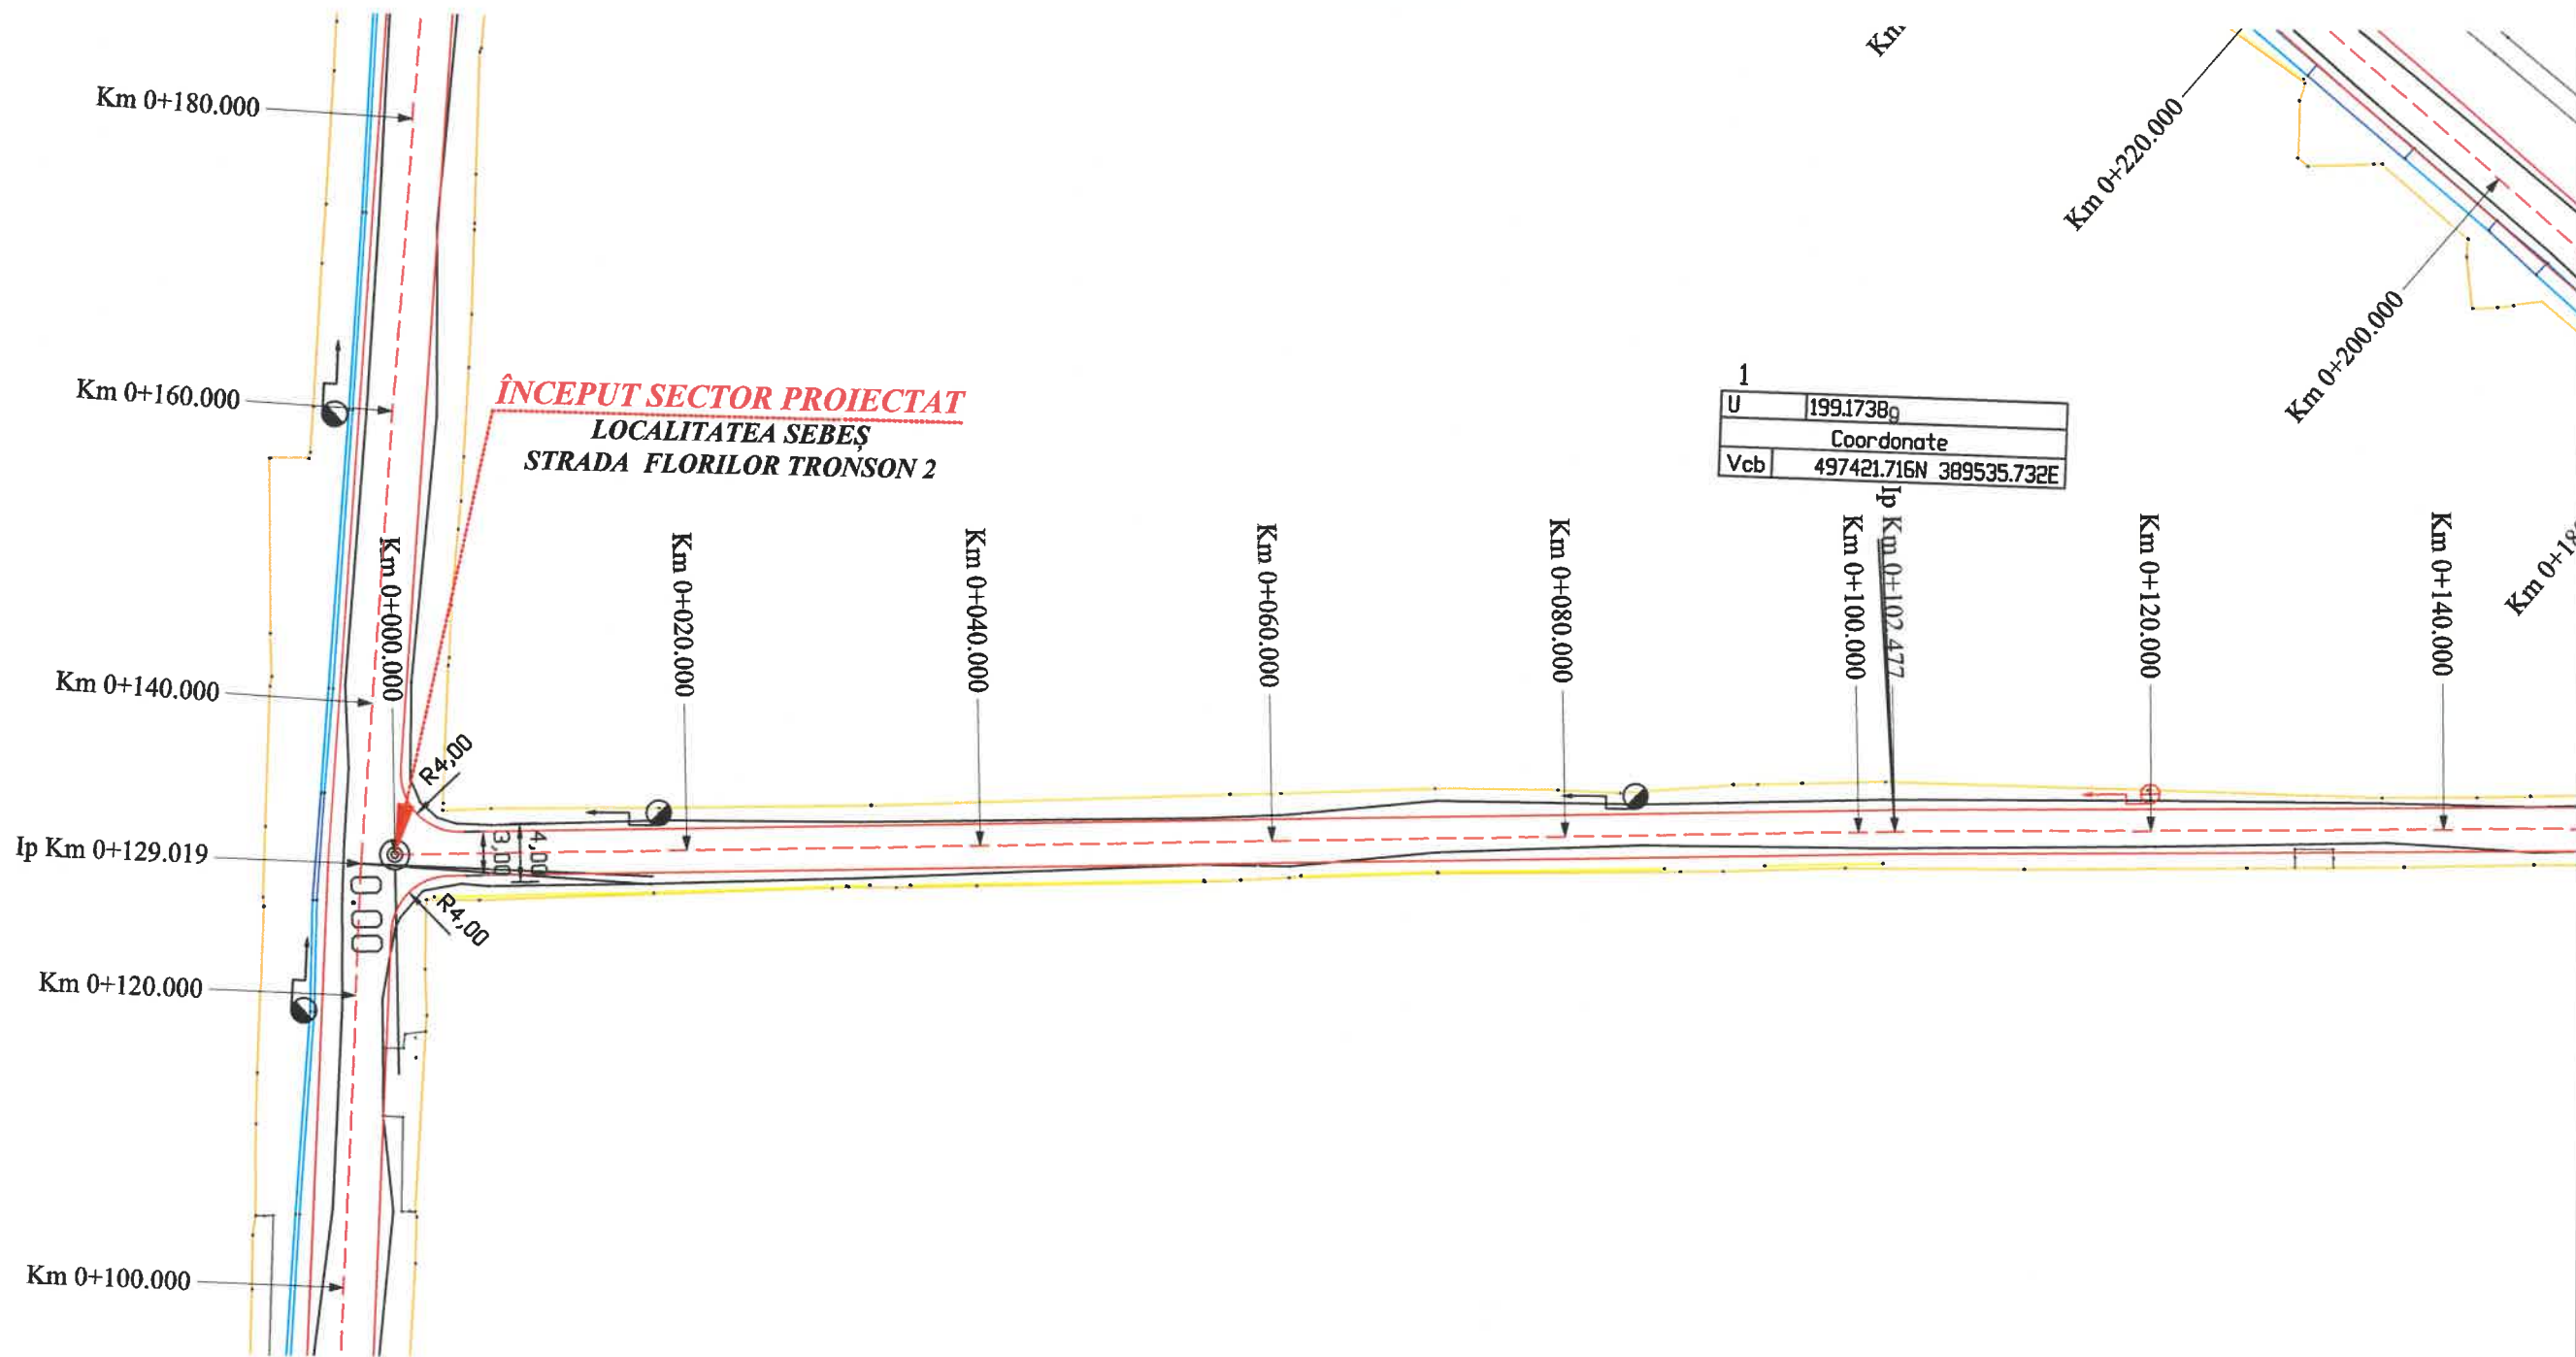 Km 0+180.000
Km 0+160.000
Km 0+140.000
Ip Km 0+129.019
Km 0+120.000
Km 0+100.000
ÎNCEPUT SECTOR PROIECTAT
LOCALITATEA SEBEȘ
STRADA FLORILOR TRONSON 2
Km 0+000.000
Km 0+020.000
Km 0+040.000
Km 0+060.000
Km 0+080.000
Km 0+100.000
Ip Km 0+102.477
Km 0+120.000
Km 0+140.000
R4,00
3,00
4,00
R4,00
1
U 199.1738g
Coordonate
Vcb 497421.716N 389535.732E
Km
Km 0+220.000
Km 0+200.000
Km 0+18